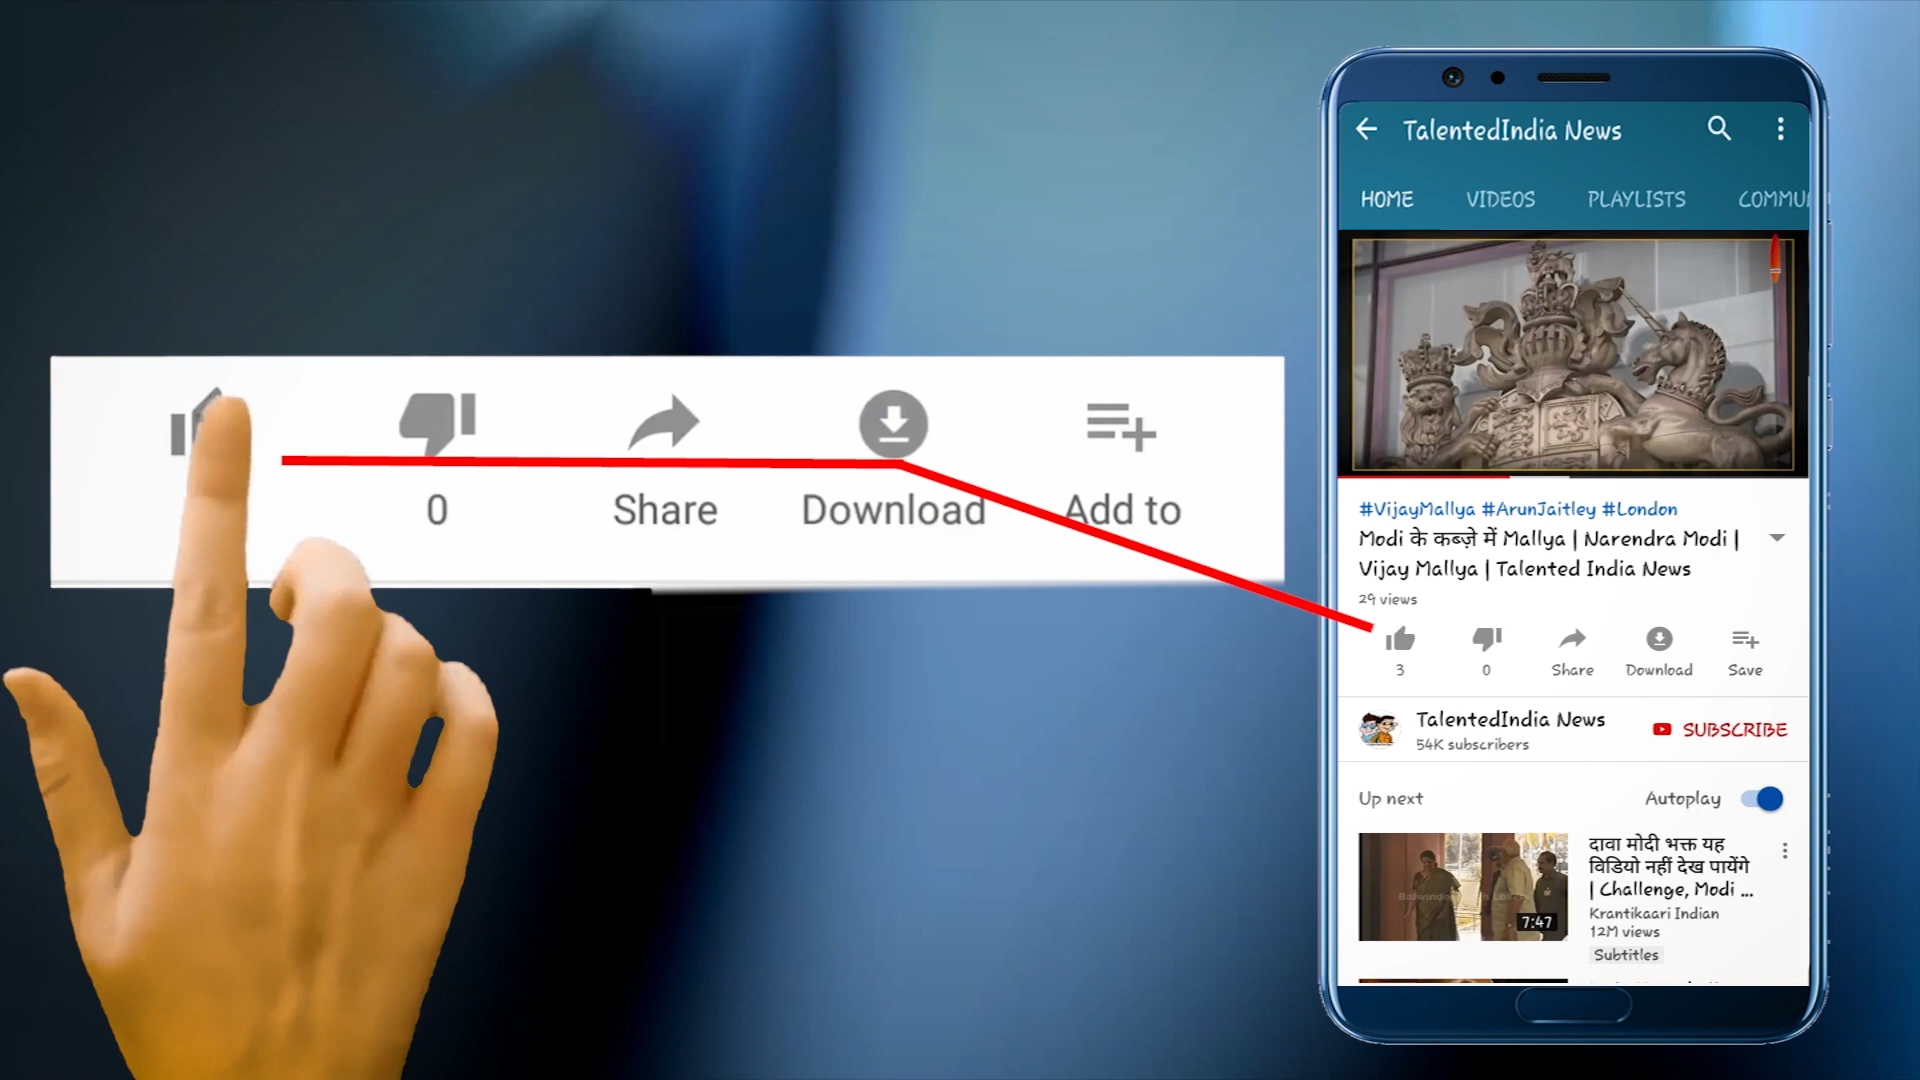 0
Share
Download
Add to
TalentedIndia News
HOME
VIDEOS
PLAYLISTS
COMMU
#VijayMallya #ArunJaitley #London
Modi के कब्ज़े में Mallya | Narendra Modi |
Vijay Mallya | Talented India News
29 views
3
0
Share
Download
Save
TalentedIndia News
54K subscribers
SUBSCRIBE
Up next
Autoplay
7:47
दावा मोदी भक्त यह
विडियो नहीं देख पायेंगे
| Challenge, Modi ...
Krantikaari Indian
12M views
Subtitles